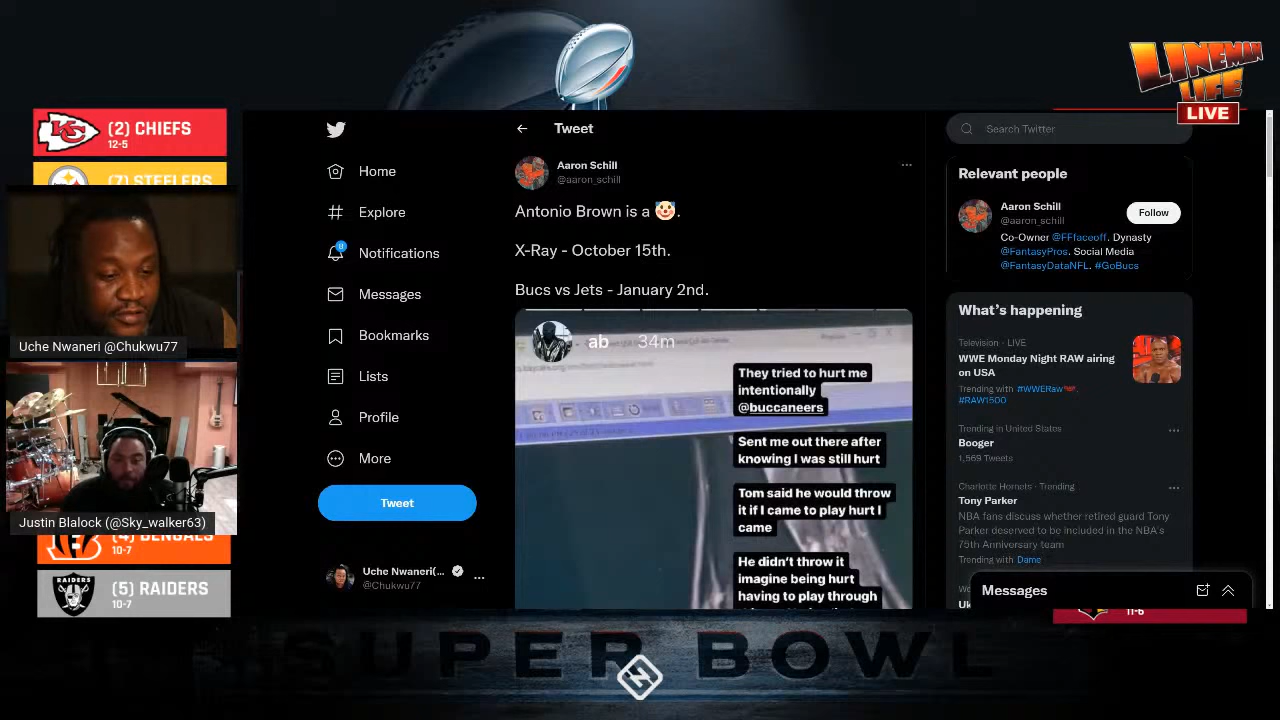 LINEMAN
LIFE
LIVE
(2) CHIEFS
12-5
(7) STEELERS
Uche Nwaneri @Chukwu77
Justin Blalock (@Sky_walker63)
(4) BENGALS
10-7
RAIDERS
(5) RAIDERS
10-7
Home
Explore
8
Notifications
Messages
Bookmarks
Lists
Profile
More
Tweet
Uche Nwaneri(...
@Chukwu77
Tweet
Aaron Schill
@aaron_schill
Antonio Brown is a 🤡.
X-Ray - October 15th.
Bucs vs Jets - January 2nd.
ab 34m
They tried to hurt me
intentionally
@buccaneers
Sent me out there after
knowing I was still hurt
Tom said he would throw
it if I came to play hurt I
came
He didn't throw it
imagine being hurt
having to play through
Search Twitter
Relevant people
Aaron Schill
@aaron_schill
Follow
Co-Owner @FFfaceoff. Dynasty
@FantasyPros. Social Media
@FantasyDataNFL. #GoBucs
What's happening
Television · LIVE
WWE Monday Night RAW airing
on USA
Trending with #WWERaw
#RAW1500
Trending in United States
Booger
1,569 Tweets
Charlotte Hornets · Trending
Tony Parker
NBA fans discuss whether retired guard Tony
Parker deserved to be included in the NBA's
75th Anniversary team
Trending with Dame
Messages
11-6
SUPER BOWL